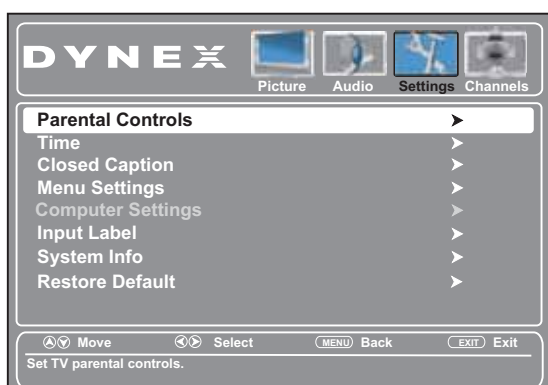 DYNEX
Picture Audio Settings Channels
Parental Controls
Time
Closed Caption
Menu Settings
Computer Settings
Input Label
System Info
Restore Default
Move Select MENU Back EXIT Exit
Set TV parental controls.